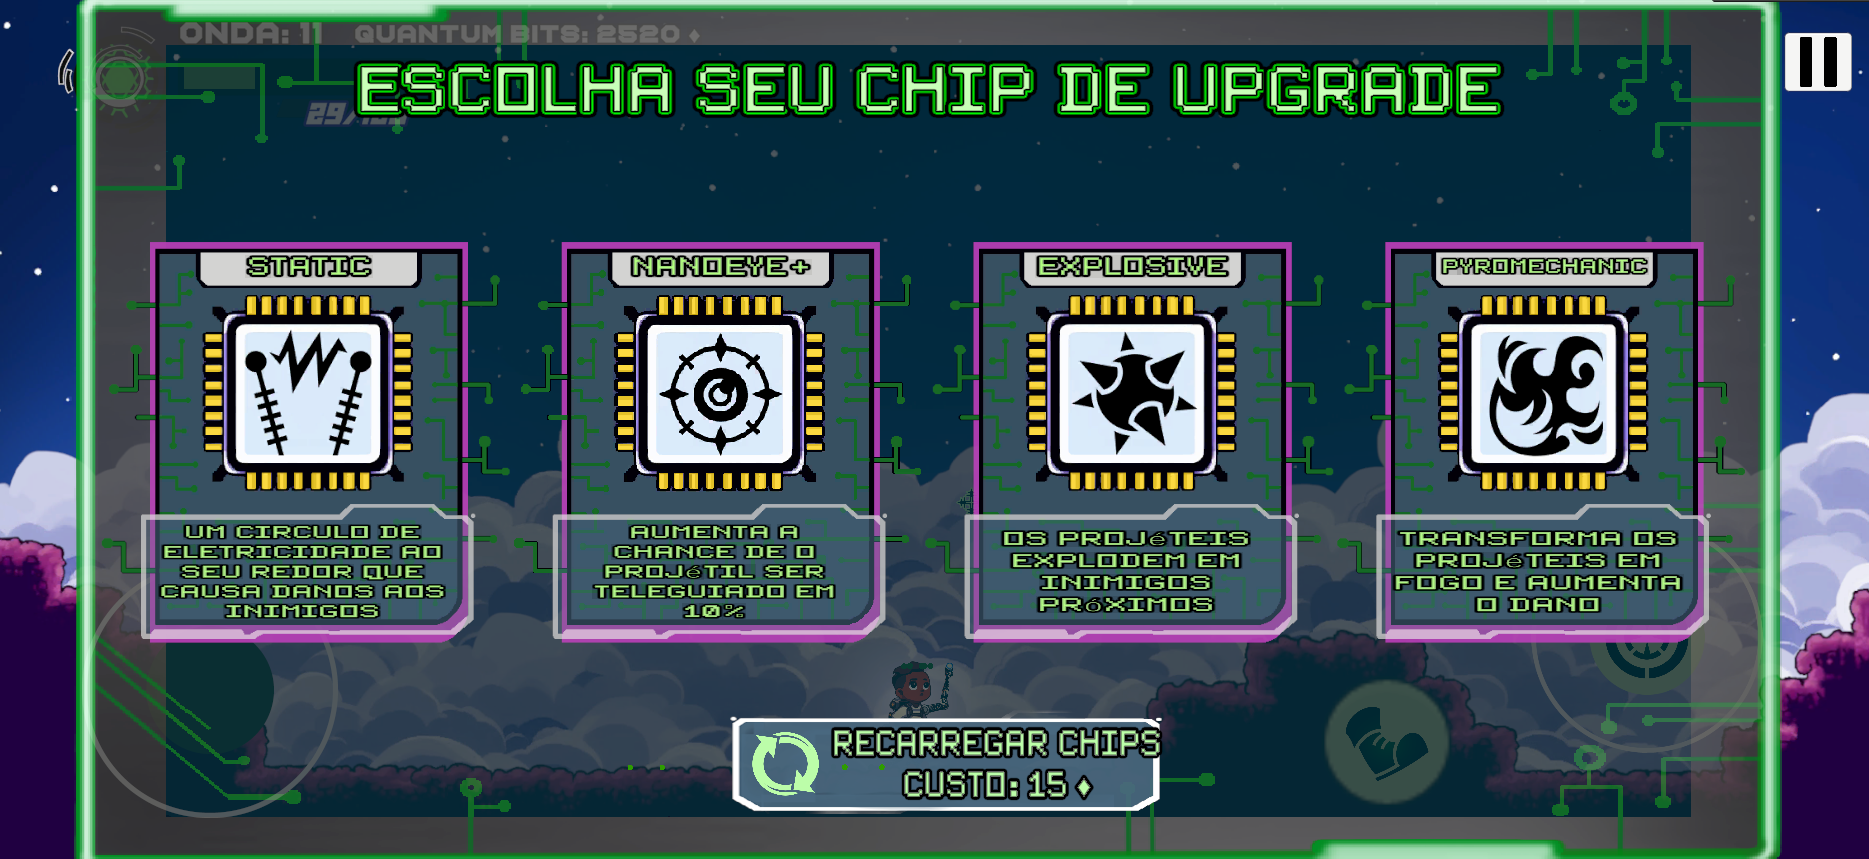 ONDA: 11 QUANTUM BITS: 2520 ♦
ESCOLHA SEU CHIP DE UPGRADE
STATIC
UM CIRCULO DE
ELETRICIDADE AO
SEU REDOR QUE
CAUSA DANOS AOS
INIMIGOS
NANOEYE+
AUMENTA A
CHANCE DE O
PROJéTIL SER
TELEGUIADO EM
10%
EXPLOSIVE
OS PROJéTEIS
EXPLODEM EM
INIMIGOS
PRóXIMOS
PYROMECHANIC
TRANSFORMA OS
PROJéTEIS EM
FOGO E AUMENTA
O DANO
RECARREGAR CHIPS
CUSTO: 15 ♦